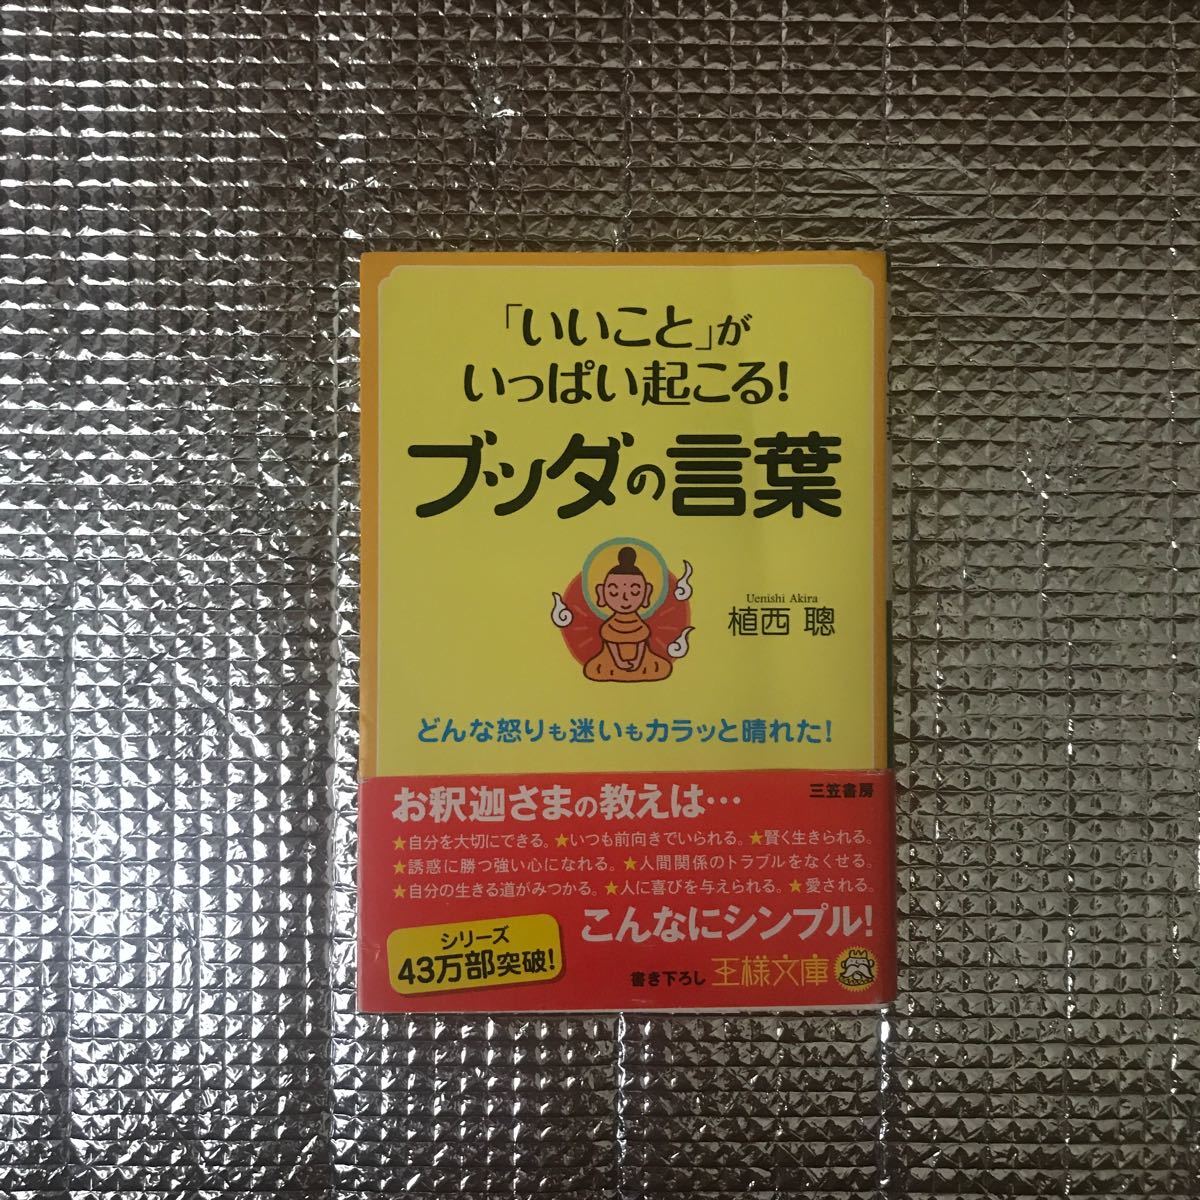 「いいこと」が
いっぱい起こる!
ブッダの言葉
Uenishi Akira
植西 聰
どんな怒りも迷いもカラッと晴れた!
三笠書房
お釈迦さまの教えは…
★自分を大切にできる。★いつも前向きでいられる。★賢く生きられる。
★誘惑に勝つ強い心になれる。★人間関係のトラブルをなくせる。
★自分の生きる道がみつかる。★人に喜びを与えられる。★愛される。
こんなにシンプル!
シリーズ
43万部突破!
書き下ろし 王様文庫